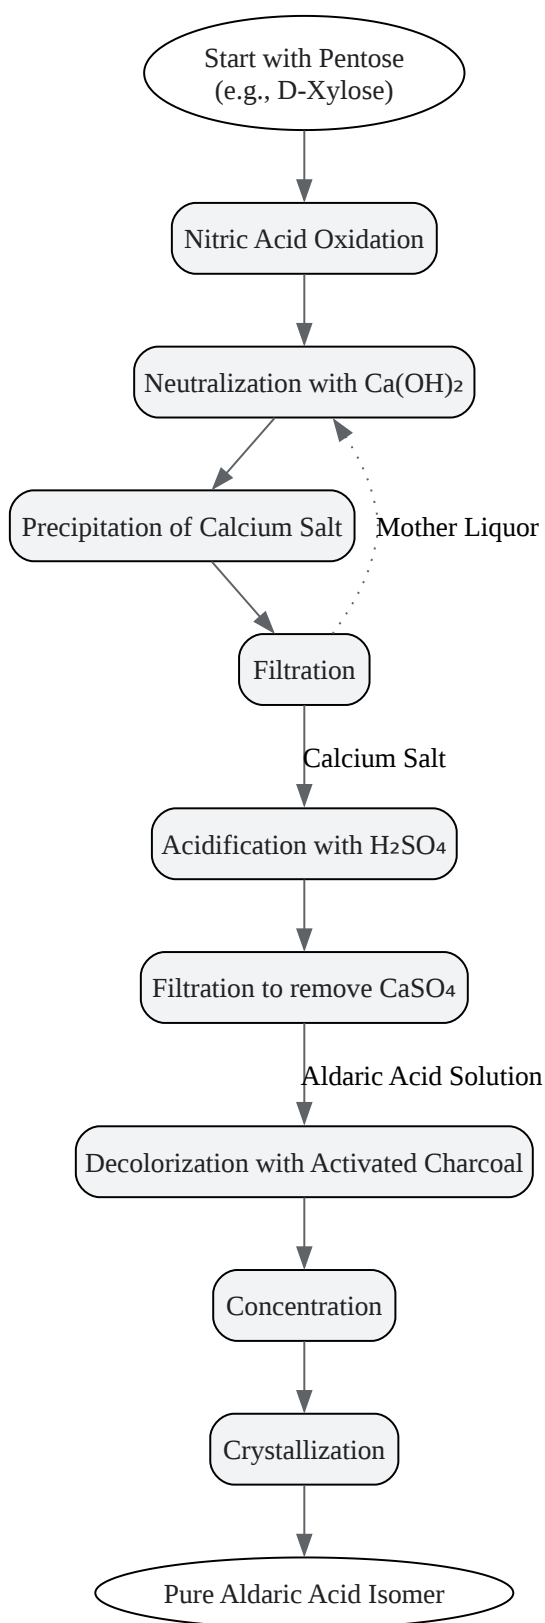 Start with Pentose
(e.g., D-Xylose)
Nitric Acid Oxidation
Neutralization with Ca(OH)₂
Precipitation of Calcium Salt
Mother Liquor
Filtration
Calcium Salt
Acidification with H₂SO₄
Filtration to remove CaSO₄
Aldaric Acid Solution
Decolorization with Activated Charcoal
Concentration
Crystallization
Pure Aldaric Acid Isomer